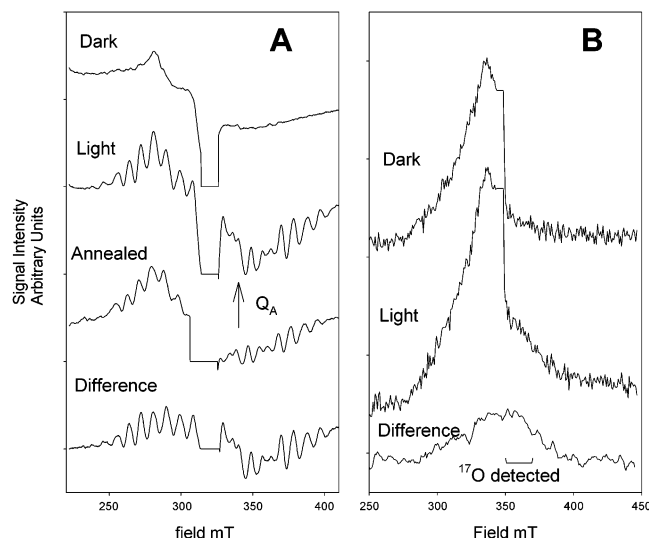 A
Dark
Light
Annealed
Q_A
Difference
Signal Intensity
Arbitrary Units
250 300 350 400
field mT
B
Dark
Light
Difference
17O detected
250 300 350 400 450
Field mT